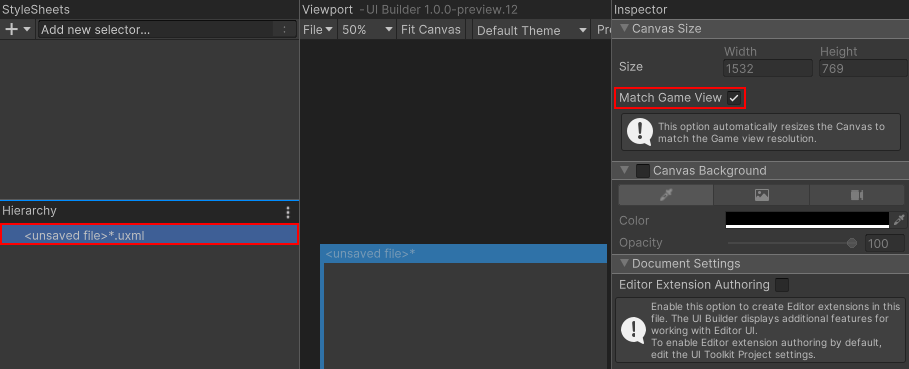 StyleSheets
Add new selector...
Hierarchy
<unsaved file>*.uxml
Viewport - UI Builder 1.0.0-preview.12
File 50% Fit Canvas Default Theme Pr
<unsaved file>*
Inspector
Canvas Size
Width Height
Size 1532 769
Match Game View
This option automatically resizes the Canvas to
match the Game view resolution.
Canvas Background
Color
Opacity 100
Document Settings
Editor Extension Authoring
Enable this option to create Editor extensions in this
file. The UI Builder displays additional features for
working with Editor UI.
To enable Editor extension authoring by default,
edit the UI Toolkit Project settings.